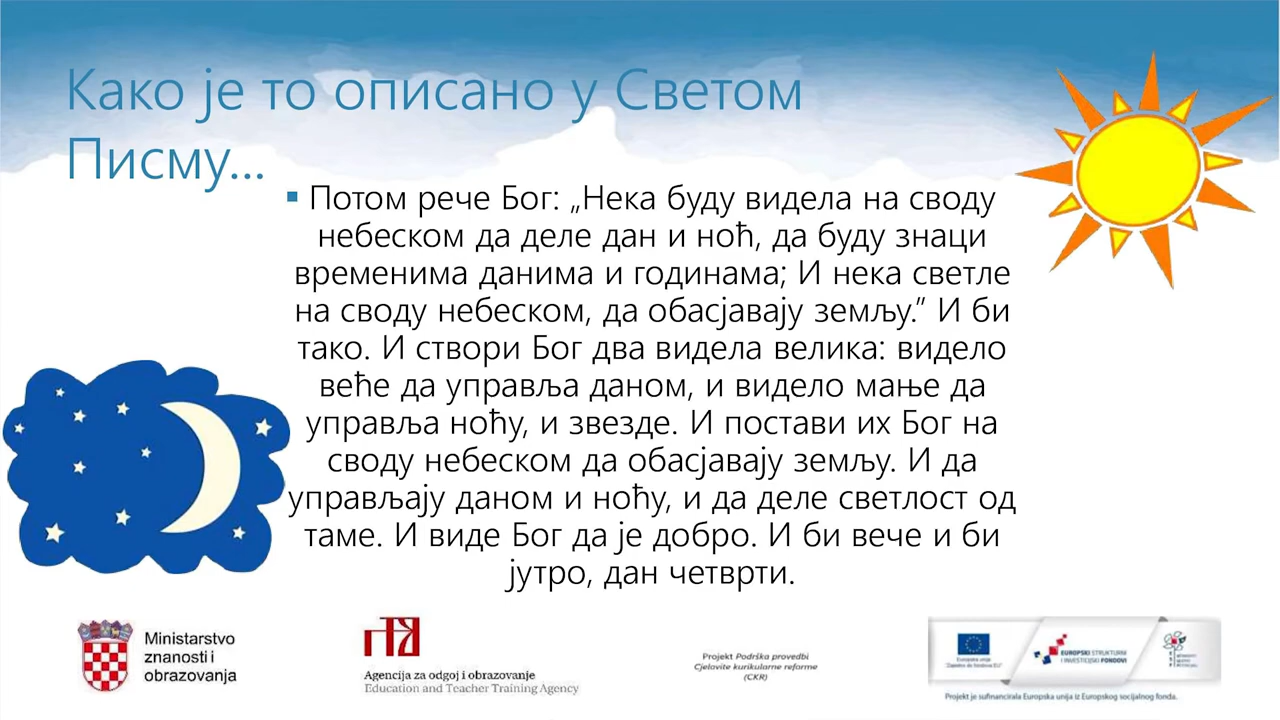 Како је то описано у Светом
Писму...
Потом рече Бог: „Нека буду видела на своду
небеском да деле дан и ноћ, да буду знаци
временима данима и годинама; И нека светле
на своду небеском, да обасјавају земљу.” И би
тако. И створи Бог два видела велика: видело
веће да управља даном, и видело мање да
управља ноћу, и звезде. И постави их Бог на
своду небеском да обасјавају земљу. И да
управљају даном и ноћу, и да деле светлост од
таме. И виде Бог да је добро. И би вече и би
јутро, дан четврти.
Ministarstvo
znanosti i
obrazovanja
Agencija za odgoj i obrazovanje
Education and Teacher Training Agency
Projekt Podrška provedbi
Cjelovite kurikularne reforme
(CKR)
Europska unija
EUROPSKI STRUKTURNI
I INVESTICIJSKI FONDOVI
Projekt je sufinancirala Europska unija iz Europskog socijalnog fonda.